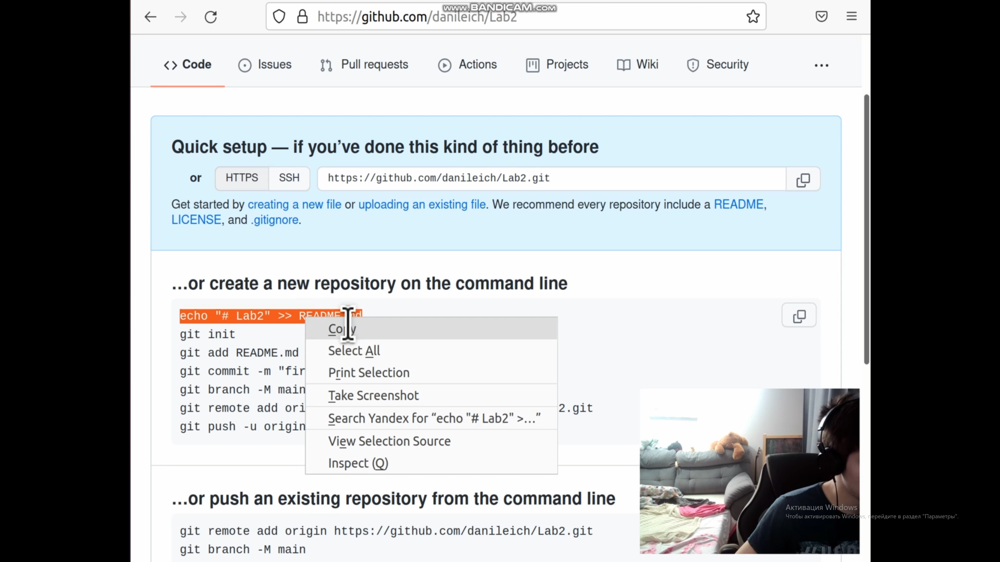 www.BANDICAM.com
https://github.com/danileich/Lab2
Code Issues Pull requests Actions Projects Wiki Security
Quick setup — if you've done this kind of thing before
or HTTPS SSH https://github.com/danileich/Lab2.git
Get started by creating a new file or uploading an existing file. We recommend every repository include a README,
LICENSE, and .gitignore.
...or create a new repository on the command line
echo "# Lab2" >> README.md
git init
git add README.md
git commit -m "fir
git branch -M main
git remote add ori 2.git
git push -u origin
Copy
Select All
Print Selection
Take Screenshot
Search Yandex for “echo "# Lab2" >...”
View Selection Source
Inspect (Q)
...or push an existing repository from the command line
git remote add origin https://github.com/danileich/Lab2.git
git branch -M main
Активация Windows
Чтобы активировать Windows, перейдите в раздел "Параметры".